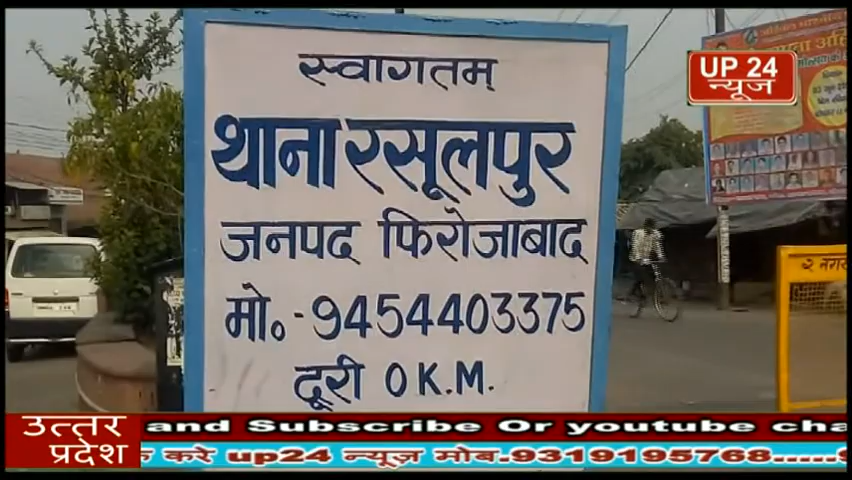 स्वागतम्
थाना रसूलपुर
जनपद फिरोजाबाद
मो॰ - 9454403375
दूरी 0 K.M.
UP 24
न्यूज़
उत्तर
प्रदेश
and Subscribe Or youtube cha
क करे up24 न्यूज़ मोब.9319195768.....